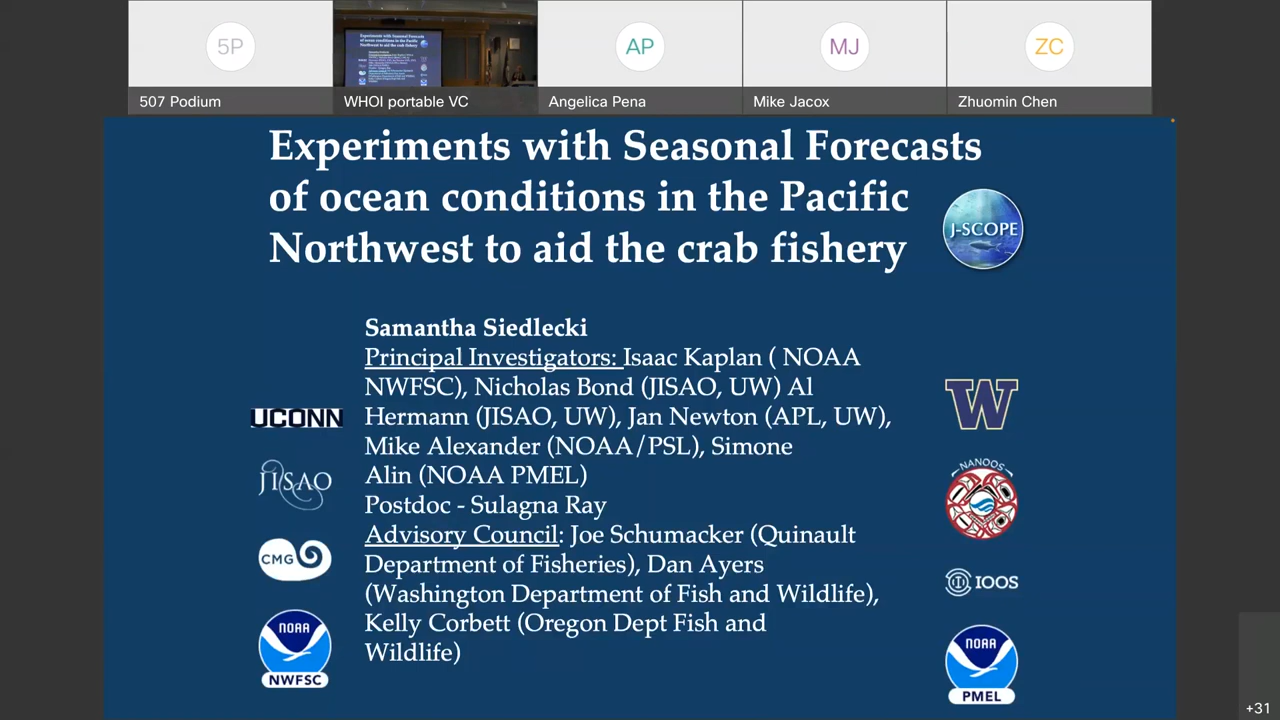 5P
AP
MJ
ZC
507 Podium
WHOI portable VC
Angelica Pena
Mike Jacox
Zhuomin Chen
Experiments with Seasonal Forecasts
of ocean conditions in the Pacific
Northwest to aid the crab fishery
J-SCOPE
Samantha Siedlecki
Principal Investigators: Isaac Kaplan ( NOAA
NWFSC), Nicholas Bond (JISAO, UW) Al
Hermann (JISAO, UW), Jan Newton (APL, UW),
Mike Alexander (NOAA/PSL), Simone
Alin (NOAA PMEL)
Postdoc - Sulagna Ray
Advisory Council: Joe Schumacker (Quinault
Department of Fisheries), Dan Ayers
(Washington Department of Fish and Wildlife),
Kelly Corbett (Oregon Dept Fish and
Wildlife)
UCONN
JISAO
CMG
NOAA
NWFSC
W
NANOOS
IOOS
NOAA
PMEL
+31